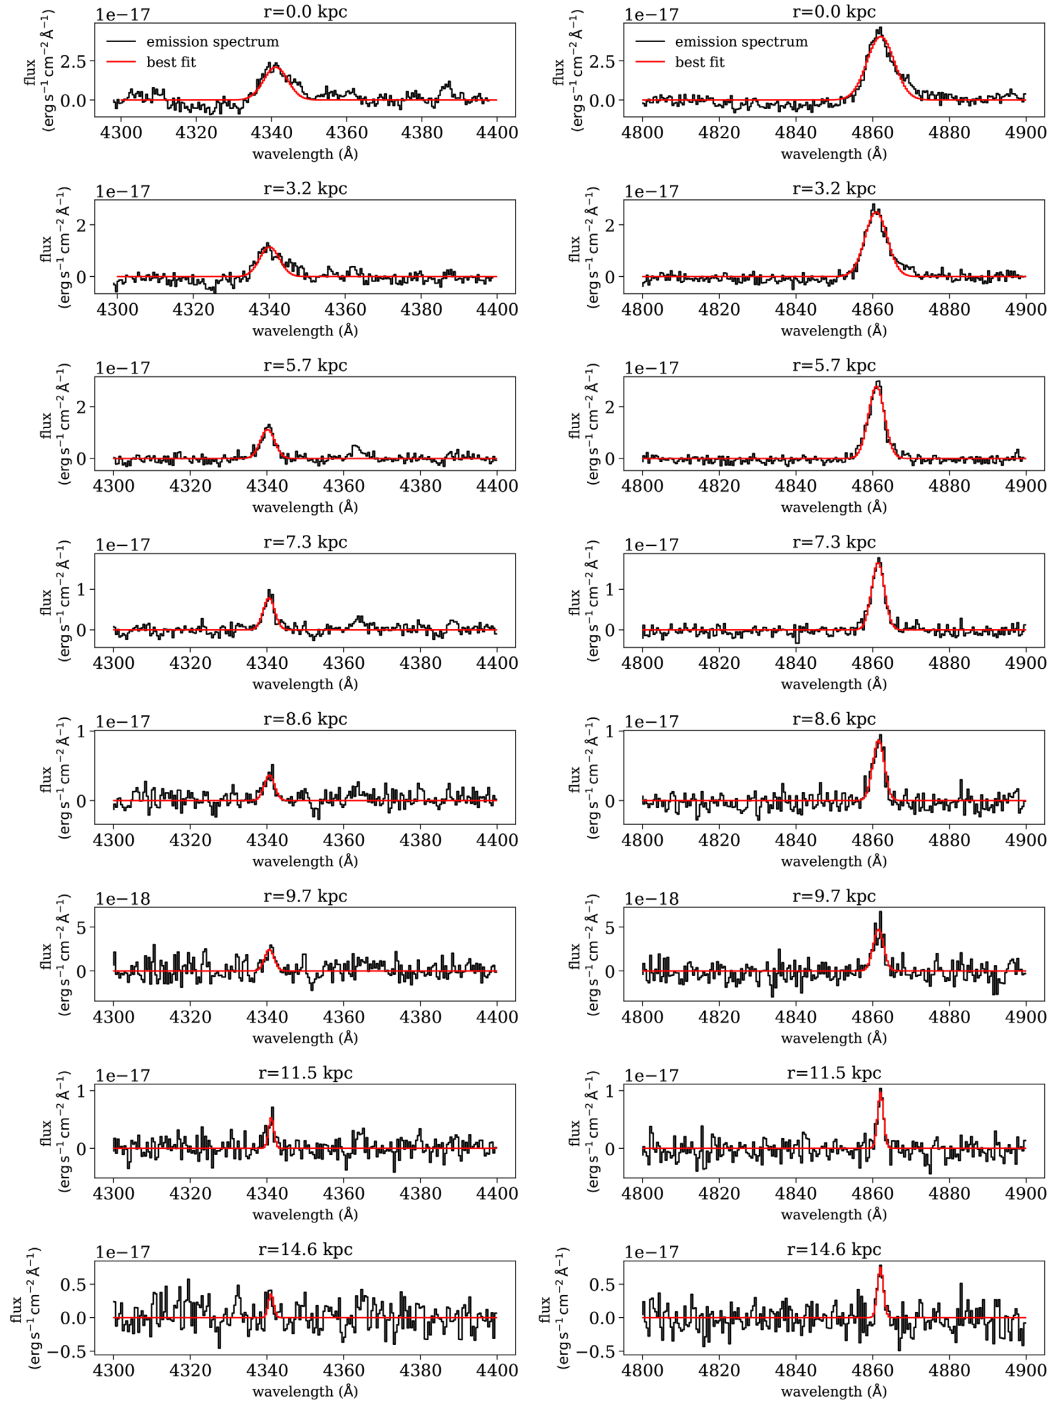 1e−17 r=0.0 kpc
flux
(erg s⁻¹ cm⁻² Å⁻¹)
2.5
0.0
emission spectrum
best fit
4300 4320 4340 4360 4380 4400
wavelength (Å)
1e−17 r=0.0 kpc
flux
(erg s⁻¹ cm⁻² Å⁻¹)
2.5
0.0
emission spectrum
best fit
4800 4820 4840 4860 4880 4900
wavelength (Å)
1e−17 r=3.2 kpc
flux
(erg s⁻¹ cm⁻² Å⁻¹)
2
0
4300 4320 4340 4360 4380 4400
wavelength (Å)
1e−17 r=3.2 kpc
flux
(erg s⁻¹ cm⁻² Å⁻¹)
2
0
4800 4820 4840 4860 4880 4900
wavelength (Å)
1e−17 r=5.7 kpc
flux
(erg s⁻¹ cm⁻² Å⁻¹)
2
0
4300 4320 4340 4360 4380 4400
wavelength (Å)
1e−17 r=5.7 kpc
flux
(erg s⁻¹ cm⁻² Å⁻¹)
2
0
4800 4820 4840 4860 4880 4900
wavelength (Å)
1e−17 r=7.3 kpc
flux
(erg s⁻¹ cm⁻² Å⁻¹)
1
0
4300 4320 4340 4360 4380 4400
wavelength (Å)
1e−17 r=7.3 kpc
flux
(erg s⁻¹ cm⁻² Å⁻¹)
1
0
4800 4820 4840 4860 4880 4900
wavelength (Å)
1e−17 r=8.6 kpc
flux
(erg s⁻¹ cm⁻² Å⁻¹)
1
0
4300 4320 4340 4360 4380 4400
wavelength (Å)
1e−17 r=8.6 kpc
flux
(erg s⁻¹ cm⁻² Å⁻¹)
1
0
4800 4820 4840 4860 4880 4900
wavelength (Å)
1e−18 r=9.7 kpc
flux
(erg s⁻¹ cm⁻² Å⁻¹)
5
0
4300 4320 4340 4360 4380 4400
wavelength (Å)
1e−18 r=9.7 kpc
flux
(erg s⁻¹ cm⁻² Å⁻¹)
5
0
4800 4820 4840 4860 4880 4900
wavelength (Å)
1e−17 r=11.5 kpc
flux
(erg s⁻¹ cm⁻² Å⁻¹)
1
0
4300 4320 4340 4360 4380 4400
wavelength (Å)
1e−17 r=11.5 kpc
flux
(erg s⁻¹ cm⁻² Å⁻¹)
1
0
4800 4820 4840 4860 4880 4900
wavelength (Å)
1e−17 r=14.6 kpc
flux
(erg s⁻¹ cm⁻² Å⁻¹)
0.5
0.0
−0.5
4300 4320 4340 4360 4380 4400
wavelength (Å)
1e−17 r=14.6 kpc
flux
(erg s⁻¹ cm⁻² Å⁻¹)
0.5
0.0
−0.5
4800 4820 4840 4860 4880 4900
wavelength (Å)